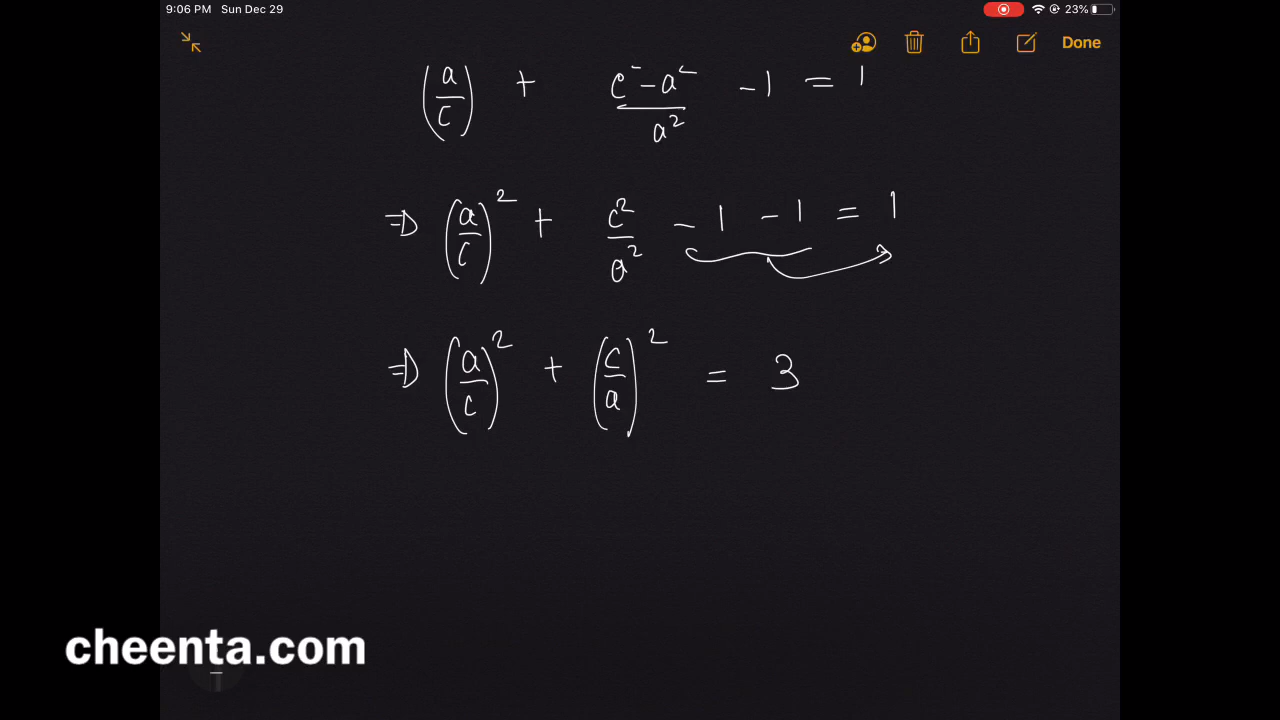 9:06 PM Sun Dec 29 23%
Done
(a/c) + (c² - a²)/a² - 1 = 1
⇒ (a/c)² + c²/a² - 1 - 1 = 1
⇒ (a/c)² + (c/a)² = 3
cheenta.com